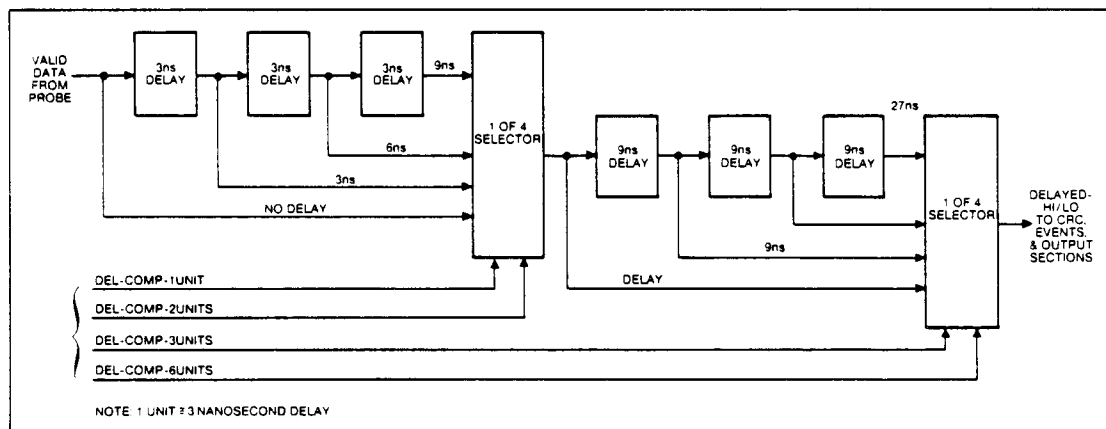 VALID
DATA
FROM
PROBE
3ns
DELAY
3ns
DELAY
3ns
DELAY
9ns
6ns
3ns
NO DELAY
1 OF 4
SELECTOR
9ns
DELAY
9ns
DELAY
9ns
DELAY
27ns
9ns
DELAY
1 OF 4
SELECTOR
DELAYED-
HI/LO
TO CRC,
EVENTS,
& OUTPUT
SECTIONS
DEL-COMP-1UNIT
DEL-COMP-2UNITS
DEL-COMP-3UNITS
DEL-COMP-6UNITS
NOTE: 1 UNIT ≅ 3 NANOSECOND DELAY